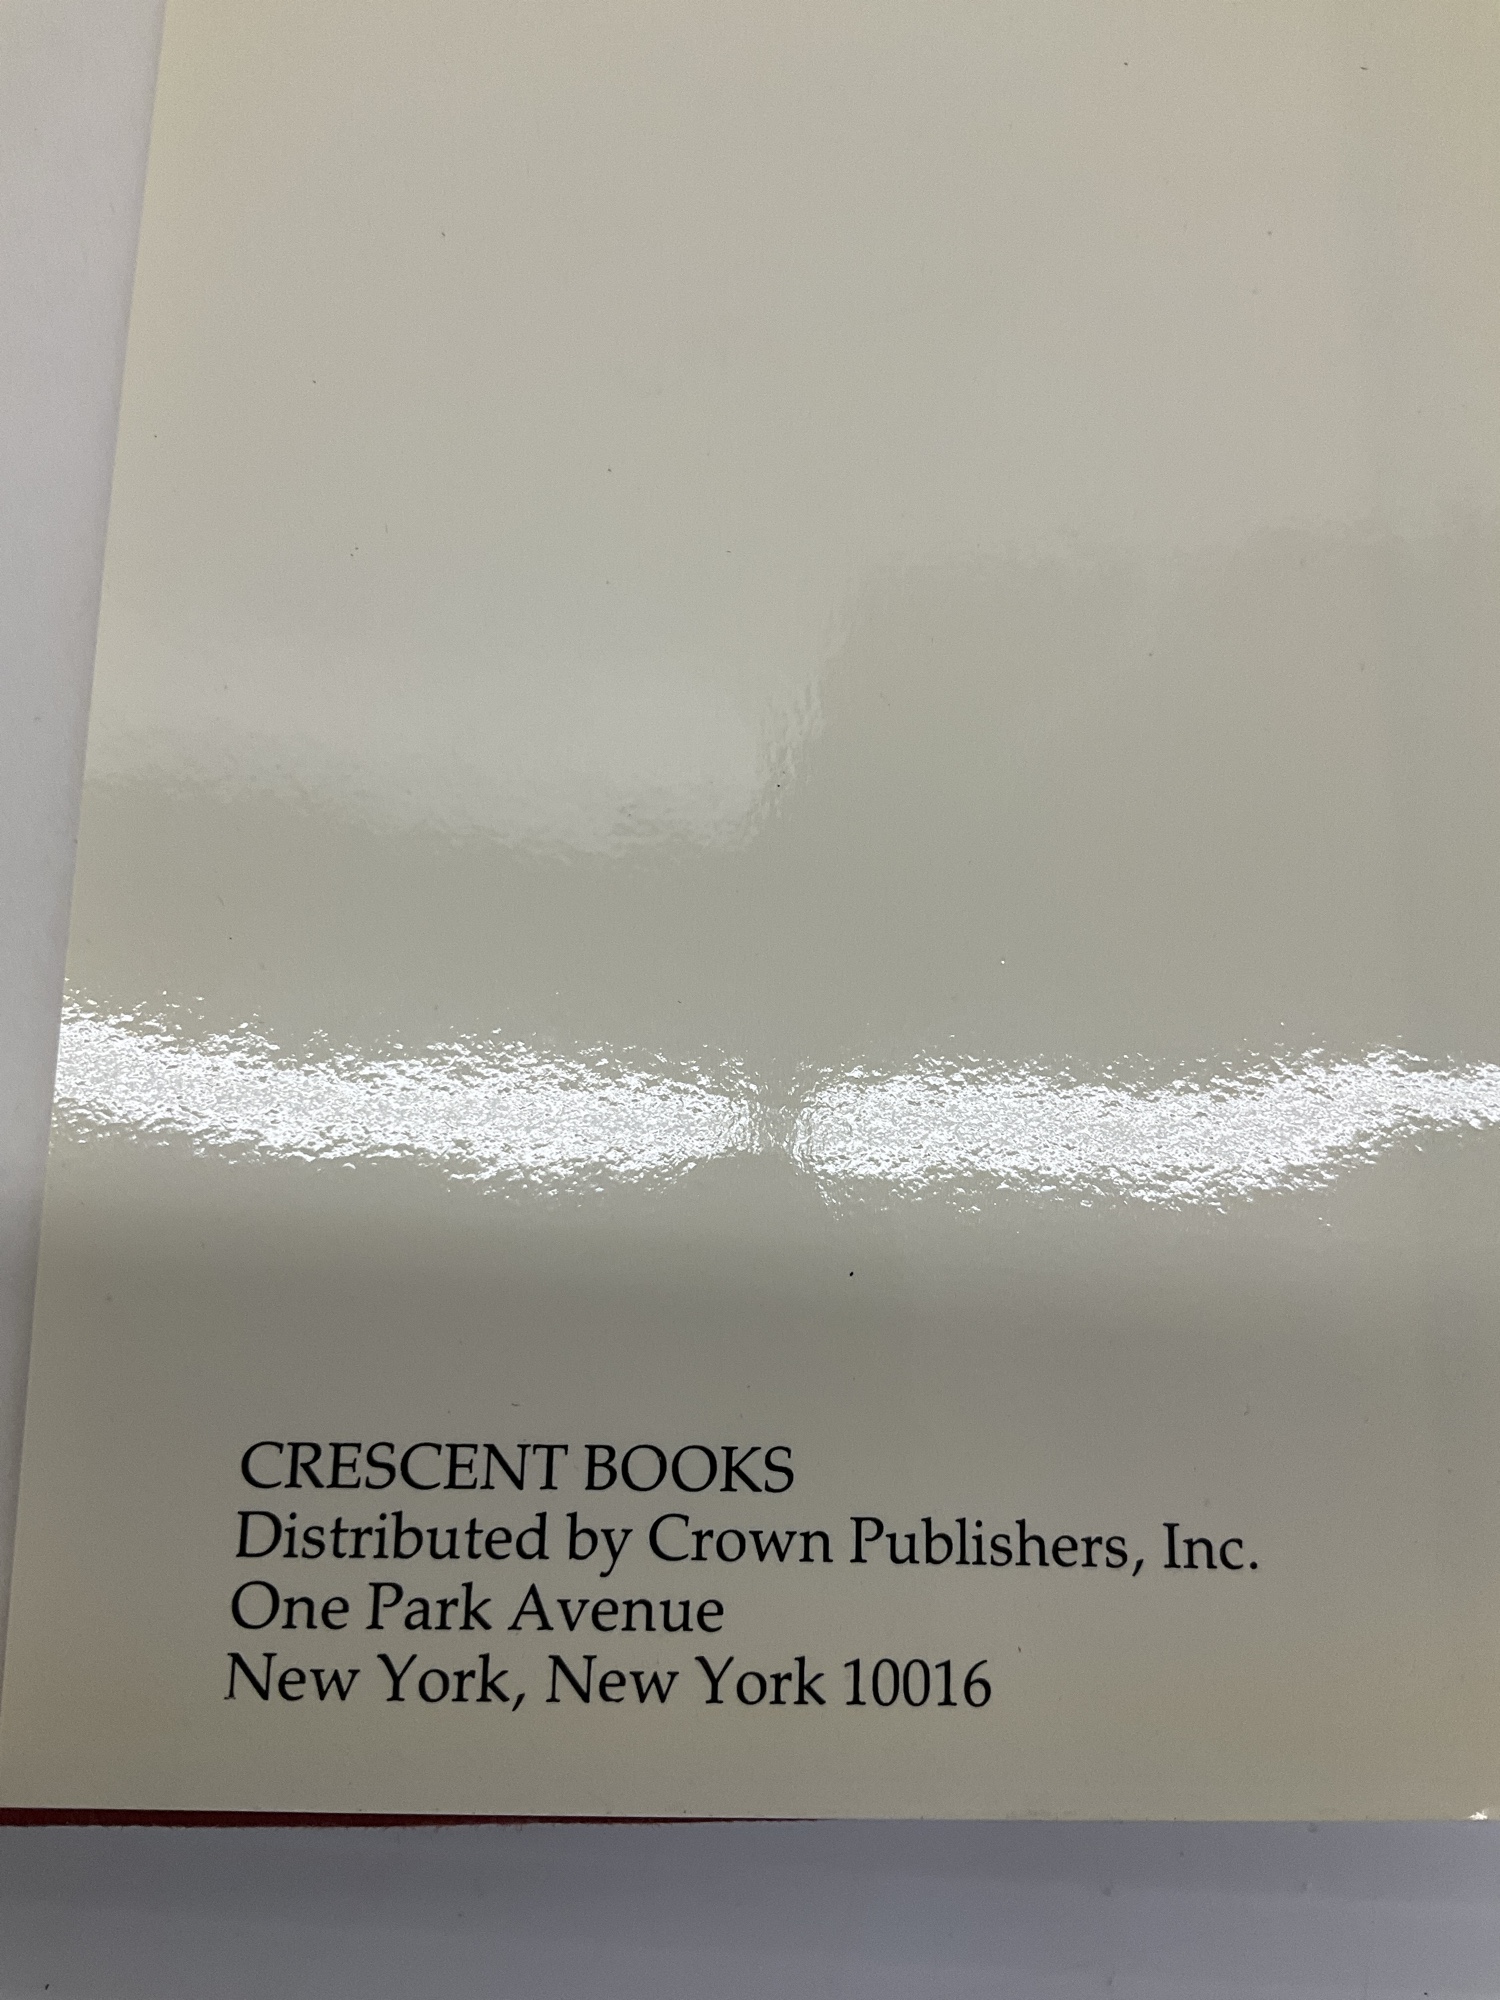 CRESCENT BOOKS
Distributed by Crown Publishers, Inc.
One Park Avenue
New York, New York 10016